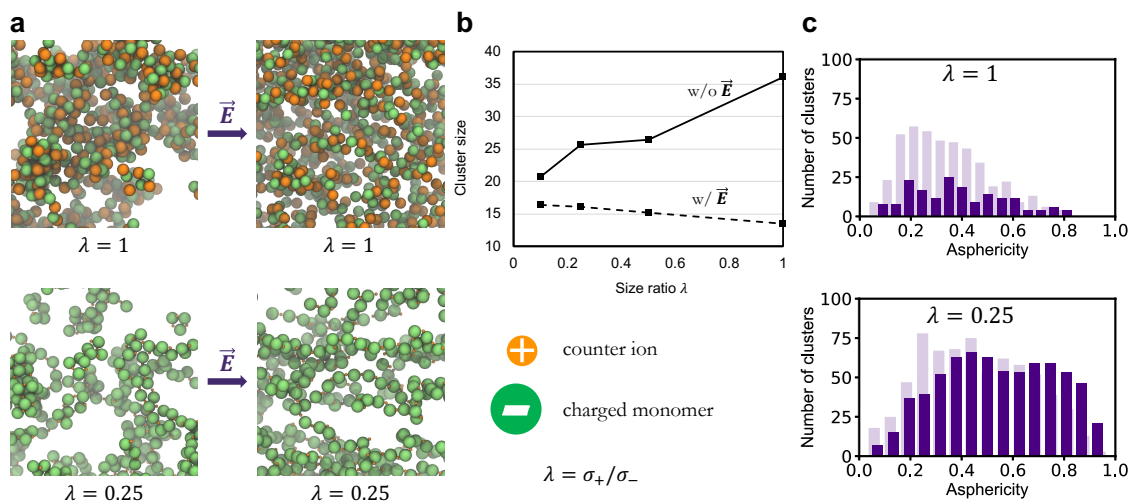 a
E
λ = 1
λ = 1
E
λ = 0.25
λ = 0.25
b
40
35
30
25
20
15
10
Cluster size
w/o E
w/ E
0
0.2
0.4
0.6
0.8
1
Size ratio λ
+
counter ion
−
charged monomer
λ = σ₊/σ₋
c
λ = 1
100
75
50
25
0
Number of clusters
0.2
0.4
0.6
0.8
1.0
0.0
Asphericity
λ = 0.25
100
75
50
25
0
Number of clusters
0.0
0.2
0.4
0.6
0.8
1.0
Asphericity